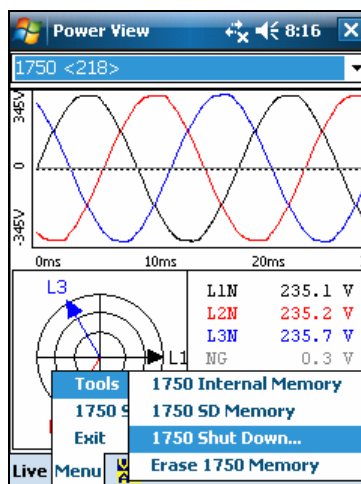 Power View 8:16
1750 <218>
345V
0
-345V
0ms 10ms 20ms
L3
L1
L1N 235.1 V
L2N 235.2 V
L3N 235.7 V
NG 0.3 V
Tools
1750 S
Exit
1750 Internal Memory
1750 SD Memory
1750 Shut Down...
Erase 1750 Memory
Live Menu